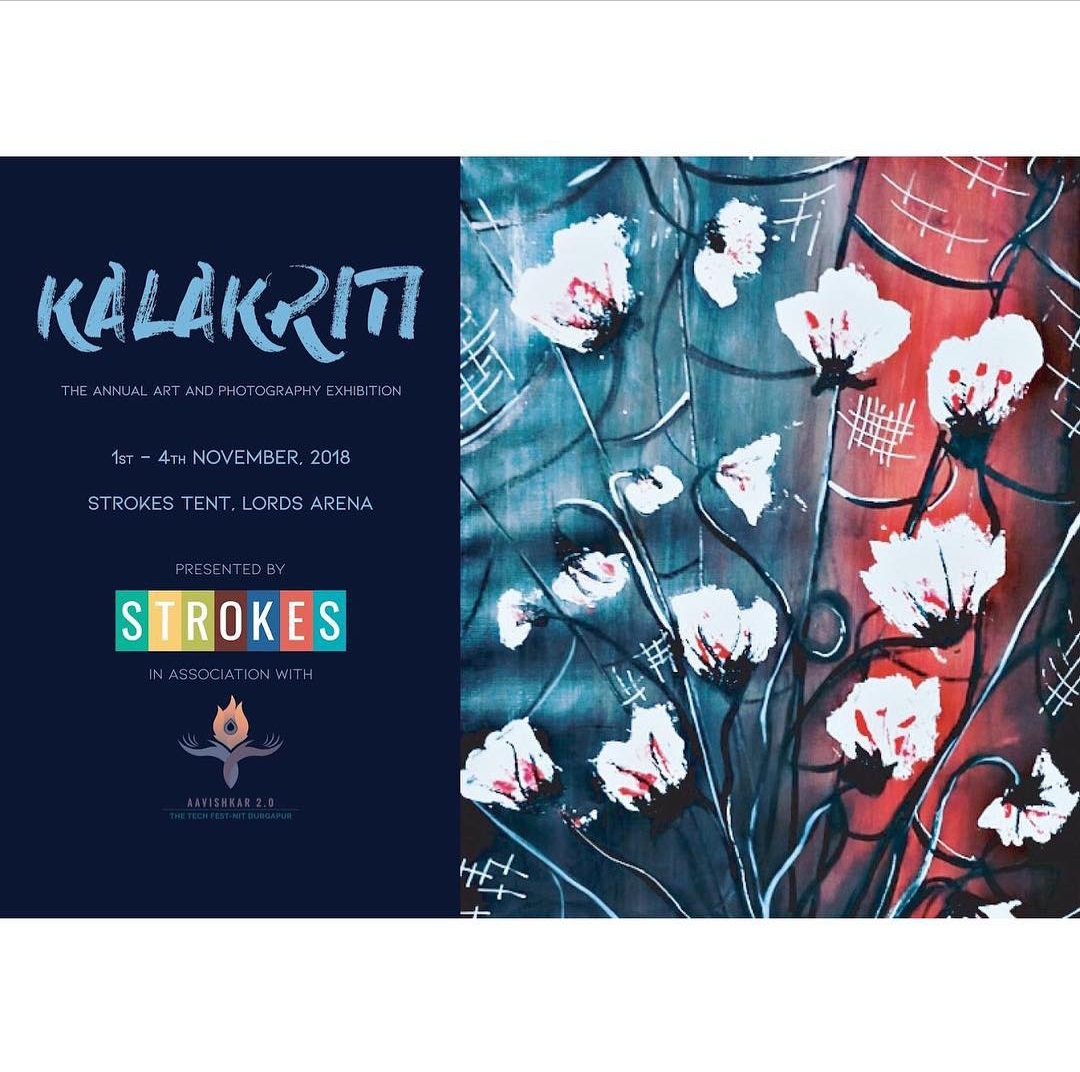 KALAKRITI
THE ANNUAL ART AND PHOTOGRAPHY EXHIBITION
1ST - 4TH NOVEMBER, 2018
STROKES TENT, LORDS ARENA
PRESENTED BY
STROKES
IN ASSOCIATION WITH
AAVISHKAR 2.0
THE TECH FEST-NIT DURGAPUR